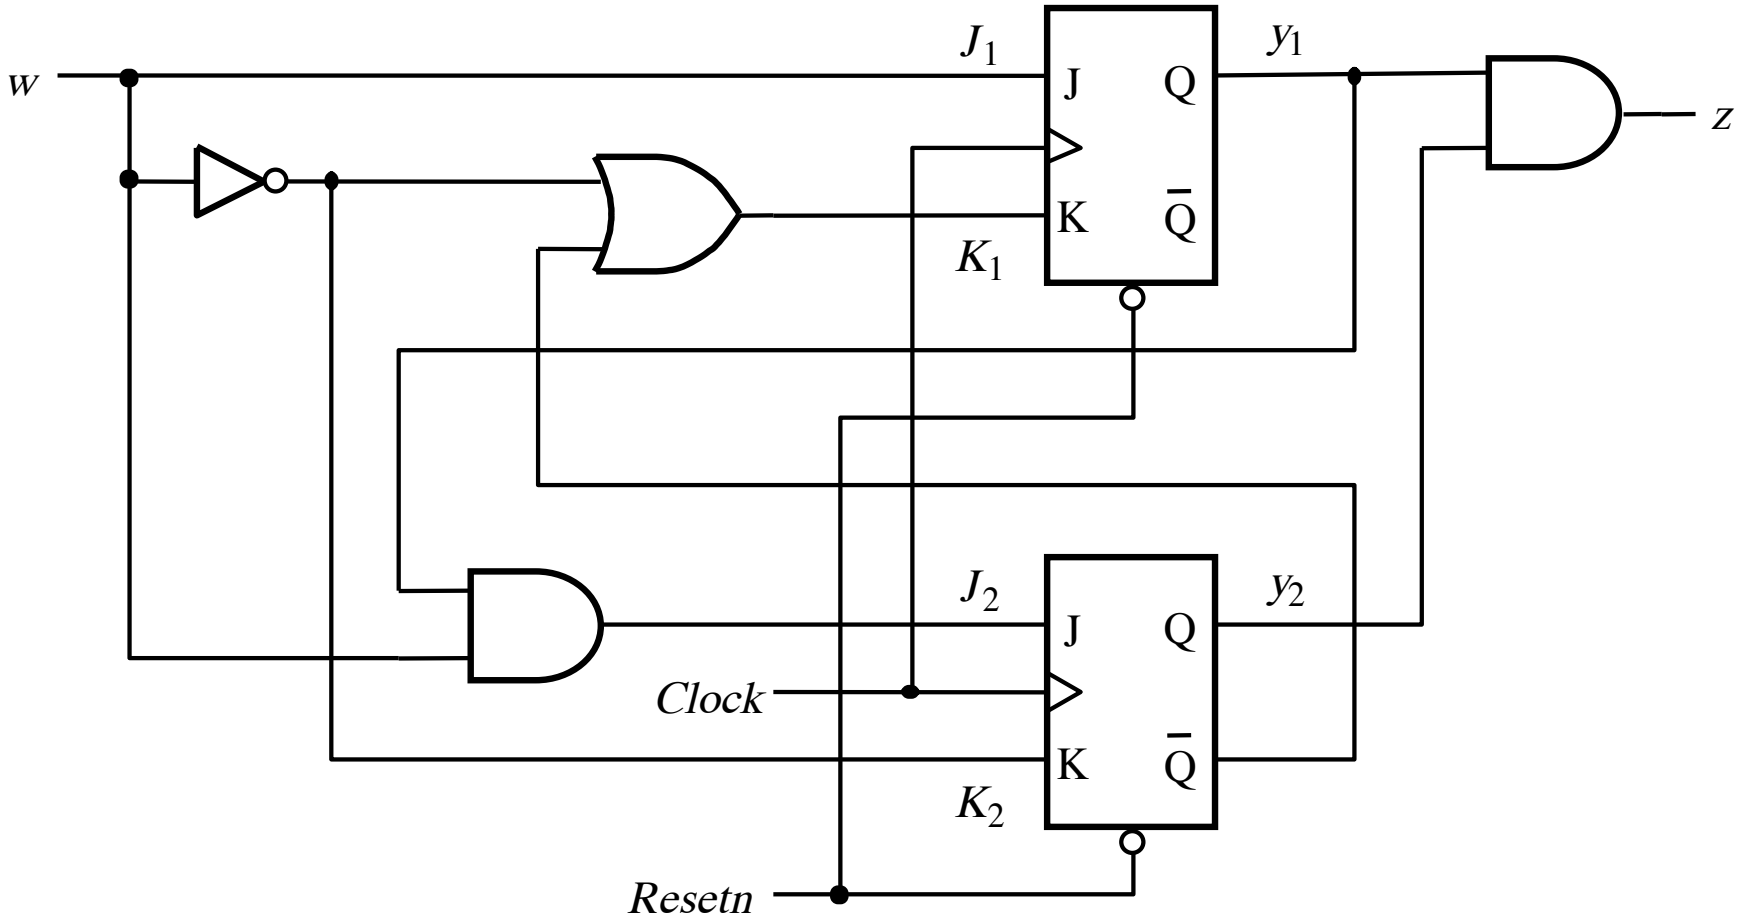 J₁
y₁
w
J
Q
z
K
Q̅
K₁
J₂
y₂
J
Q
Clock
K
Q̅
K₂
Resetn